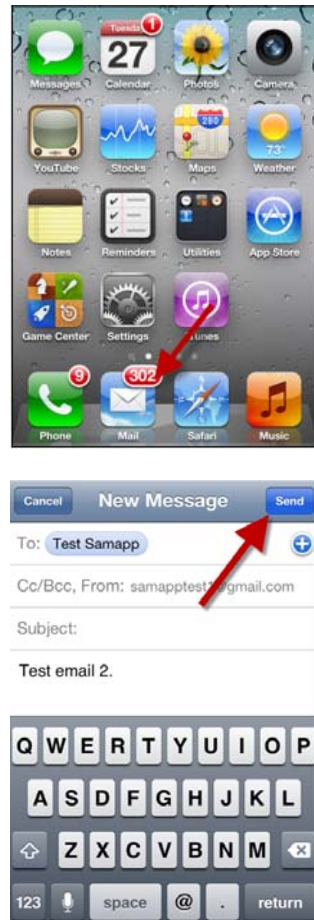 Tuesday 1
27
Messages Calendar Photos Camera
280
73°
YouTube Stocks Maps Weather
Notes Reminders Utilities App Store
Game Center Settings iTunes
9 302
Phone Mail Safari Music
Cancel New Message Send
To: Test Samapp
Cc/Bcc, From: samapptest1@gmail.com
Subject:
Test email 2.
Q W E R T Y U I O P
A S D F G H J K L
Z X C V B N M
123 space @ . return